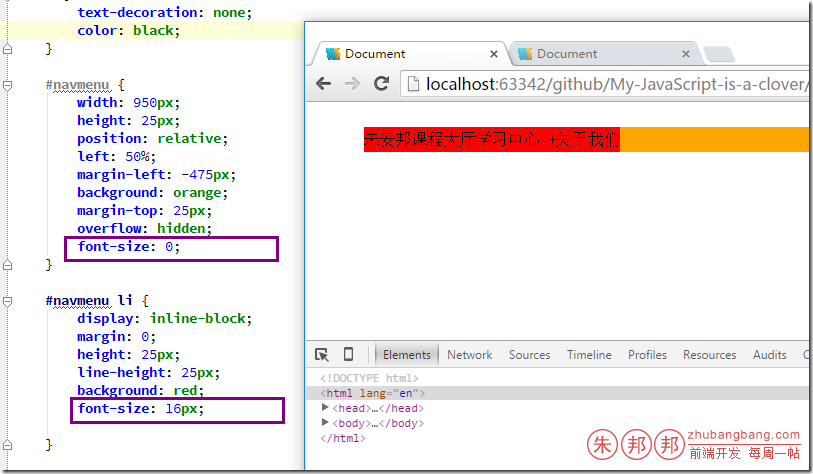 text-decoration: none;
color: black;
}
#navmenu {
width: 950px;
height: 25px;
position: relative;
left: 50%;
margin-left: -475px;
background: orange;
margin-top: 25px;
overflow: hidden;
font-size: 0;
}
#navmenu li {
display: inline-block;
margin: 0;
height: 25px;
line-height: 25px;
background: red;
font-size: 16px;
}
Document × Document ×
localhost:63342/github/My-JavaScript-is-a-clover/
朱安邦课程大厅学习中心 +关于我们
Elements Network Sources Timeline Profiles Resources Audits C
<!DOCTYPE html>
<html lang="en">
<head>…</head>
<body>…</body>
</html>
朱邦邦 zhubangbang.com
前端开发 每周一帖